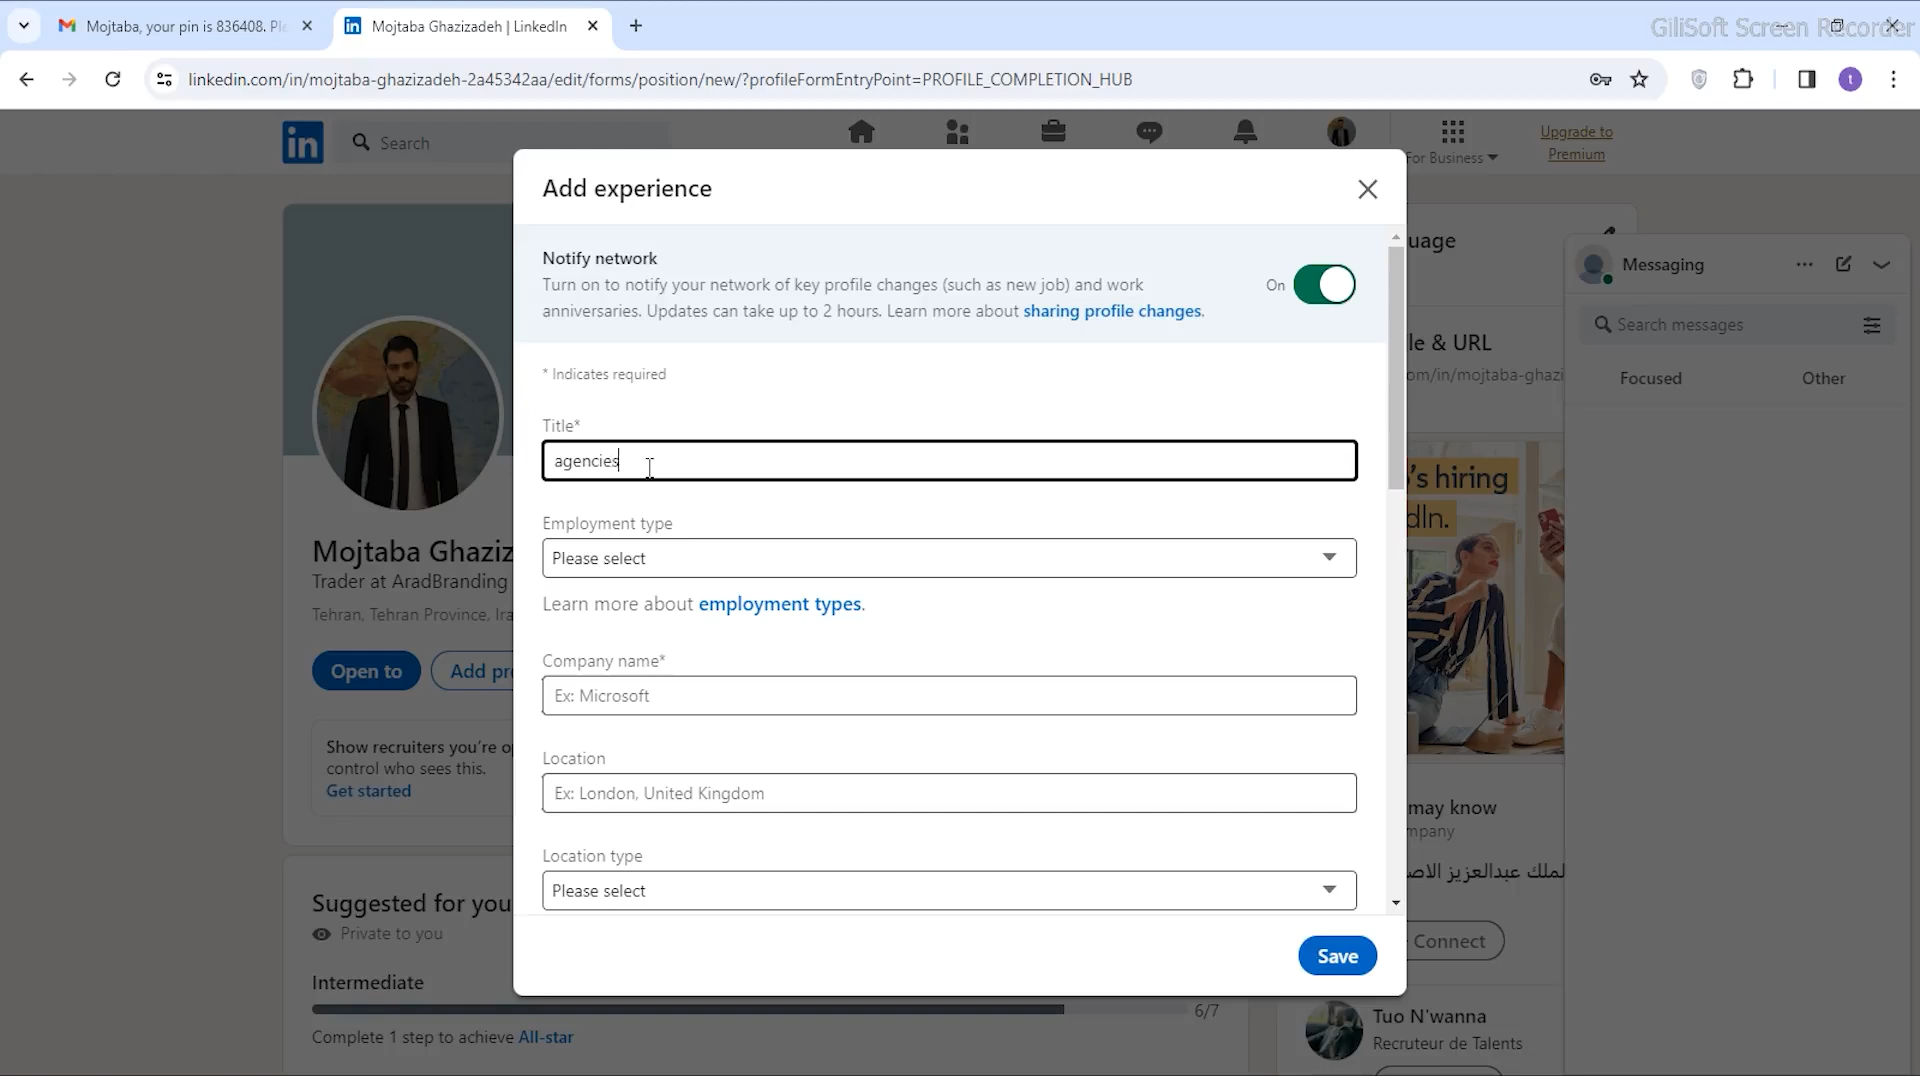 Mojtaba, your pin is 836408. Ple
Mojtaba Ghazizadeh | LinkedIn
GiliSoft Screen Recorder
linkedin.com/in/mojtaba-ghazizadeh-2a45342aa/edit/forms/position/new/?profileFormEntryPoint=PROFILE_COMPLETION_HUB
t
in
Search
For Business
Upgrade to
Premium
Add experience
Notify network
Turn on to notify your network of key profile changes (such as new job) and work
anniversaries. Updates can take up to 2 hours. Learn more about sharing profile changes.
On
* Indicates required
Title*
agencies
Employment type
Please select
Learn more about employment types.
Company name*
Ex: Microsoft
Location
Ex: London, United Kingdom
Location type
Please select
Save
Mojtaba Ghaziz
Trader at AradBranding
Tehran, Tehran Province, Ira
Open to
Add pr
Show recruiters you're o
control who sees this.
Get started
Suggested for you
Private to you
Intermediate
6/7
Complete 1 step to achieve All-star
uage
le & URL
om/in/mojtaba-ghazi
's hiring
dIn.
may know
mpany
لملك عبدالعزيز الاص
Connect
Tuo N'wanna
Recruteur de Talents
Messaging
Search messages
Focused
Other